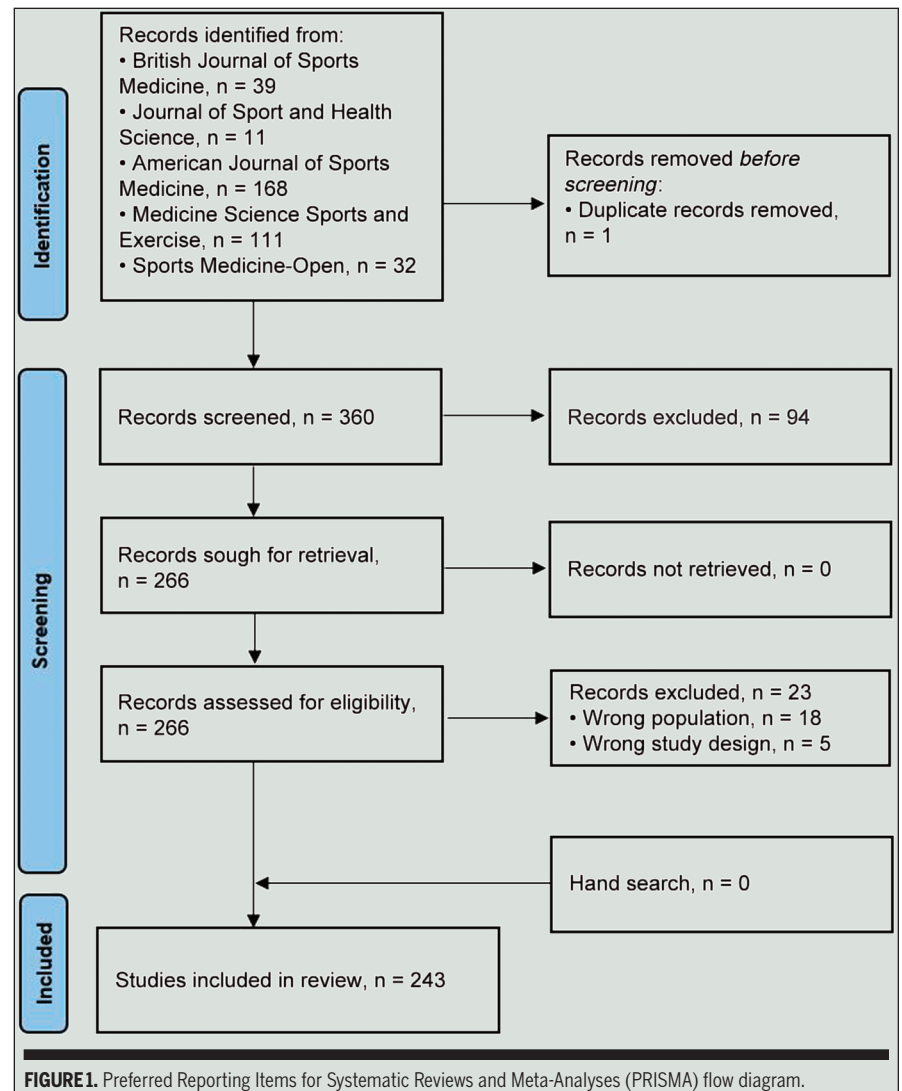 Identification
Records identified from:
• British Journal of Sports
Medicine, n = 39
• Journal of Sport and Health
Science, n = 11
• American Journal of Sports
Medicine, n = 168
• Medicine Science Sports and
Exercise, n = 111
• Sports Medicine-Open, n = 32
Records removed before
screening:
• Duplicate records removed,
n = 1
Screening
Records screened, n = 360
Records excluded, n = 94
Records sough for retrieval,
n = 266
Records not retrieved, n = 0
Records assessed for eligibility,
n = 266
Records excluded, n = 23
• Wrong population, n = 18
• Wrong study design, n = 5
Hand search, n = 0
Included
Studies included in review, n = 243
FIGURE 1. Preferred Reporting Items for Systematic Reviews and Meta-Analyses (PRISMA) flow diagram.